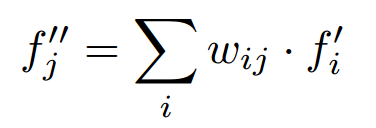 f''_j = \sum_i w_{ij} \cdot f'_i